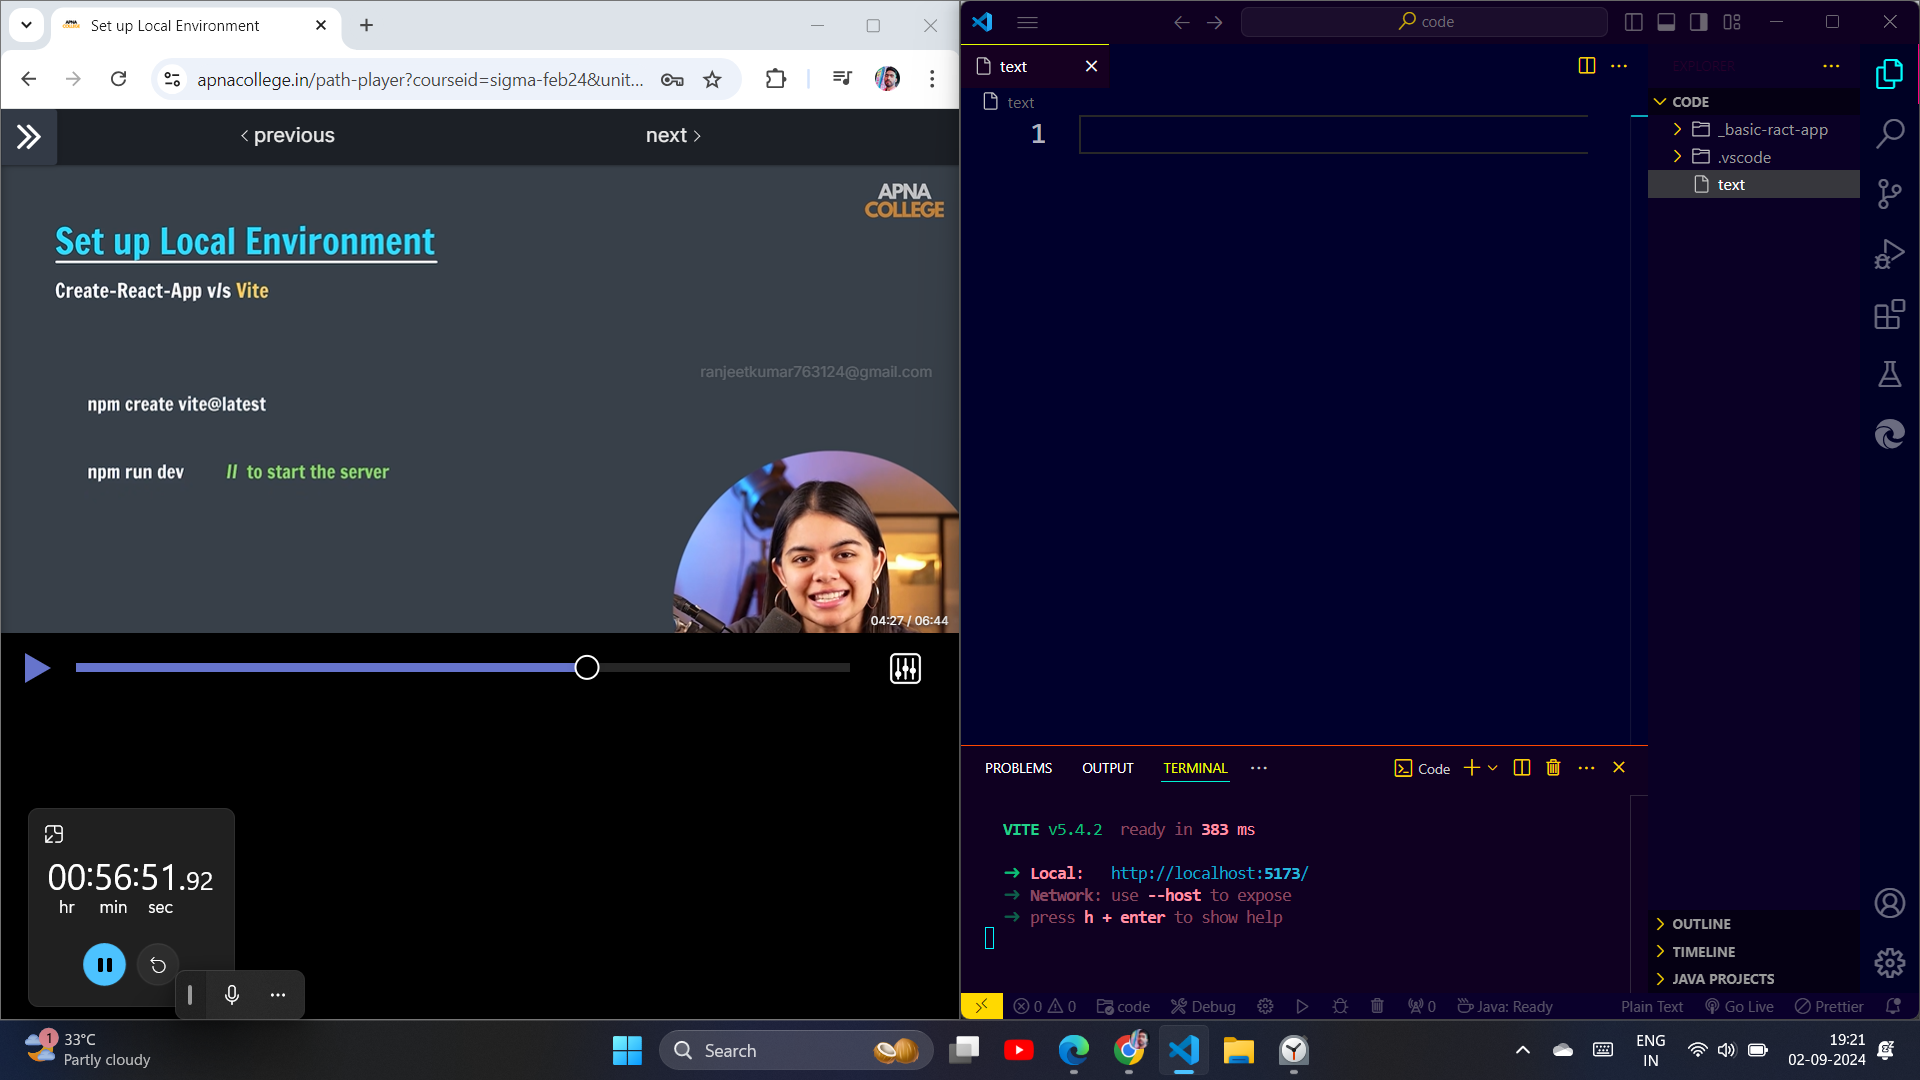 Set up Local Environment
apnacollege.in/path-player?courseid=sigma-feb24&unit...
previous
next
APNA
COLLEGE
Set up Local Environment
Create-React-App v/s Vite
ranjeetkumar763124@gmail.com
npm create vite@latest
npm run dev // to start the server
04:27 / 06:44
00:56:51.92
hr min sec
code
text
text
1
EXPLORER
CODE
_basic-ract-app
.vscode
text
PROBLEMS OUTPUT TERMINAL
Code
VITE v5.4.2 ready in 383 ms
➜ Local: http://localhost:5173/
➜ Network: use --host to expose
➜ press h + enter to show help
OUTLINE
TIMELINE
JAVA PROJECTS
0 0 code Debug 0 Java: Ready Plain Text Go Live Prettier
1
33°C
Partly cloudy
Search
ENG
IN
19:21
02-09-2024